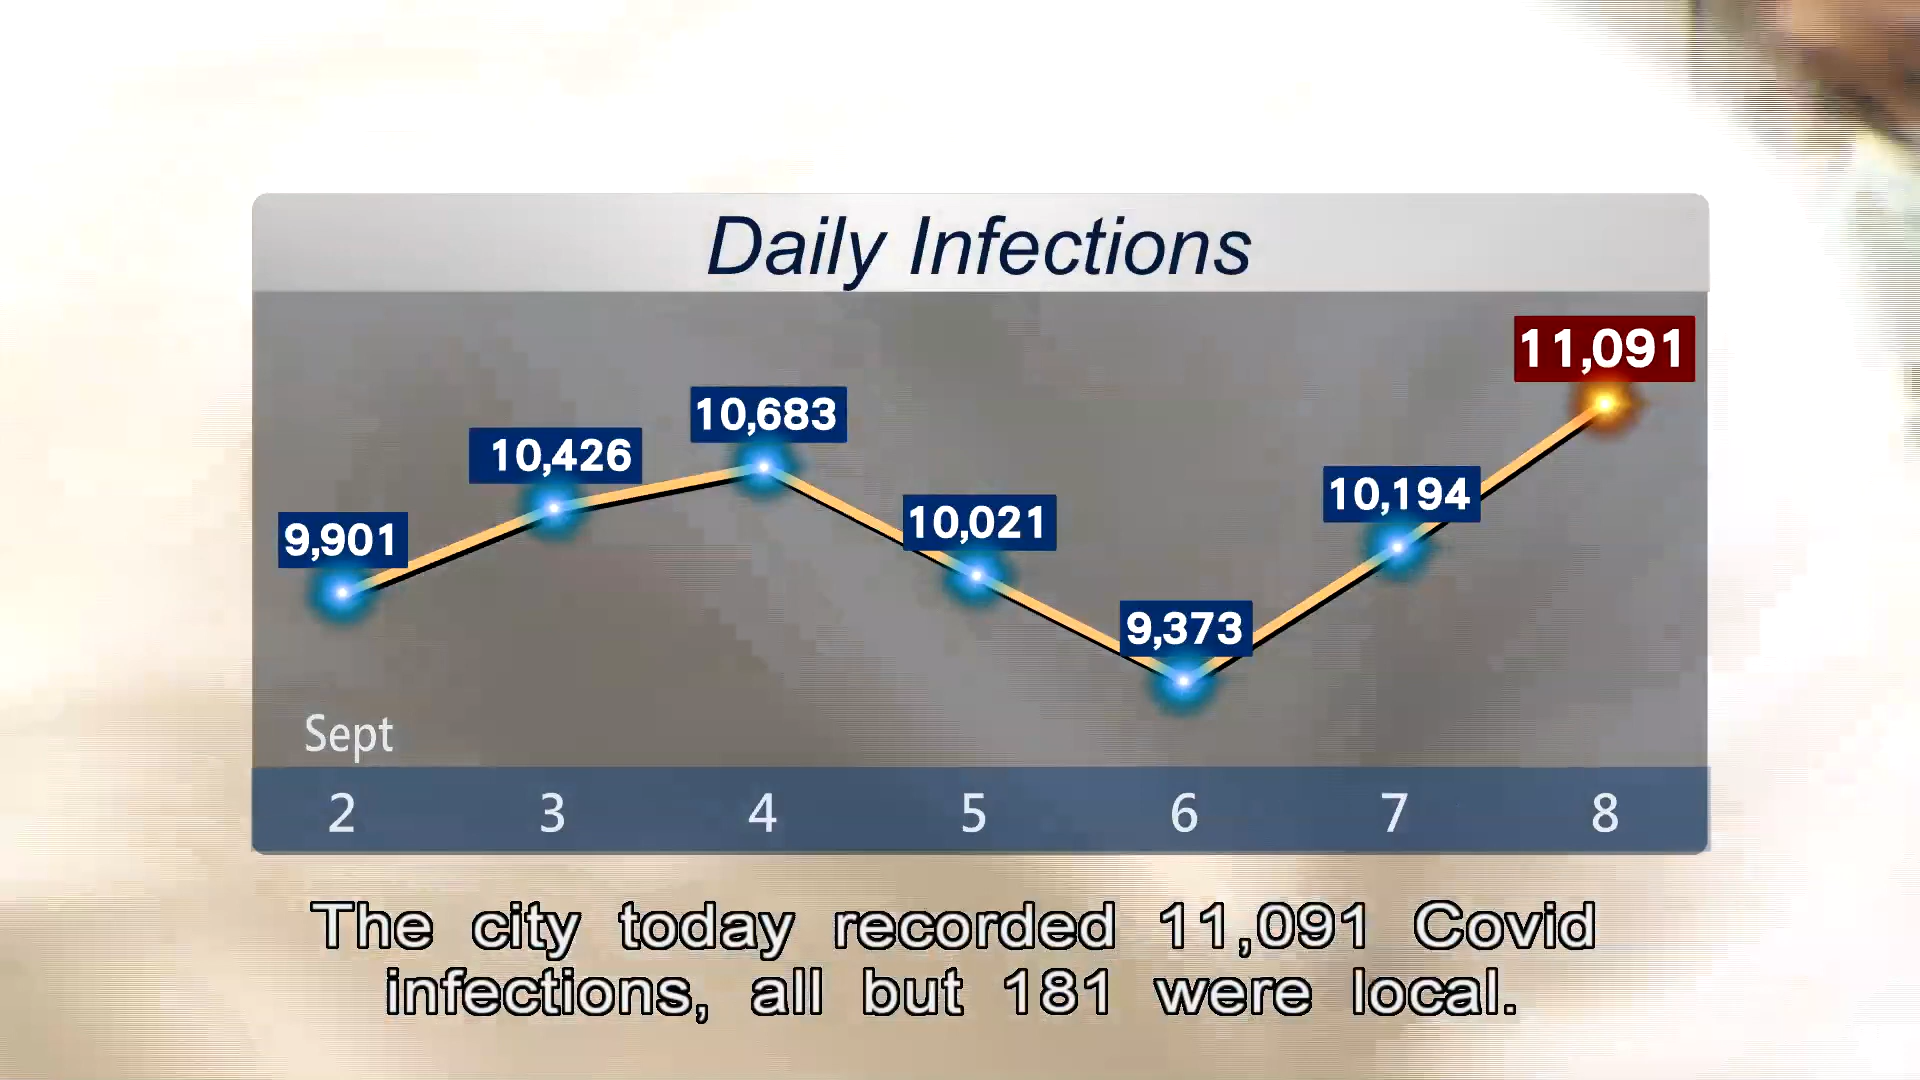 Daily Infections
11,091
10,683
10,426
10,194
10,021
9,901
9,373
Sept
2 3 4 5 6 7 8
The city today recorded 11,091 Covid
infections, all but 181 were local.